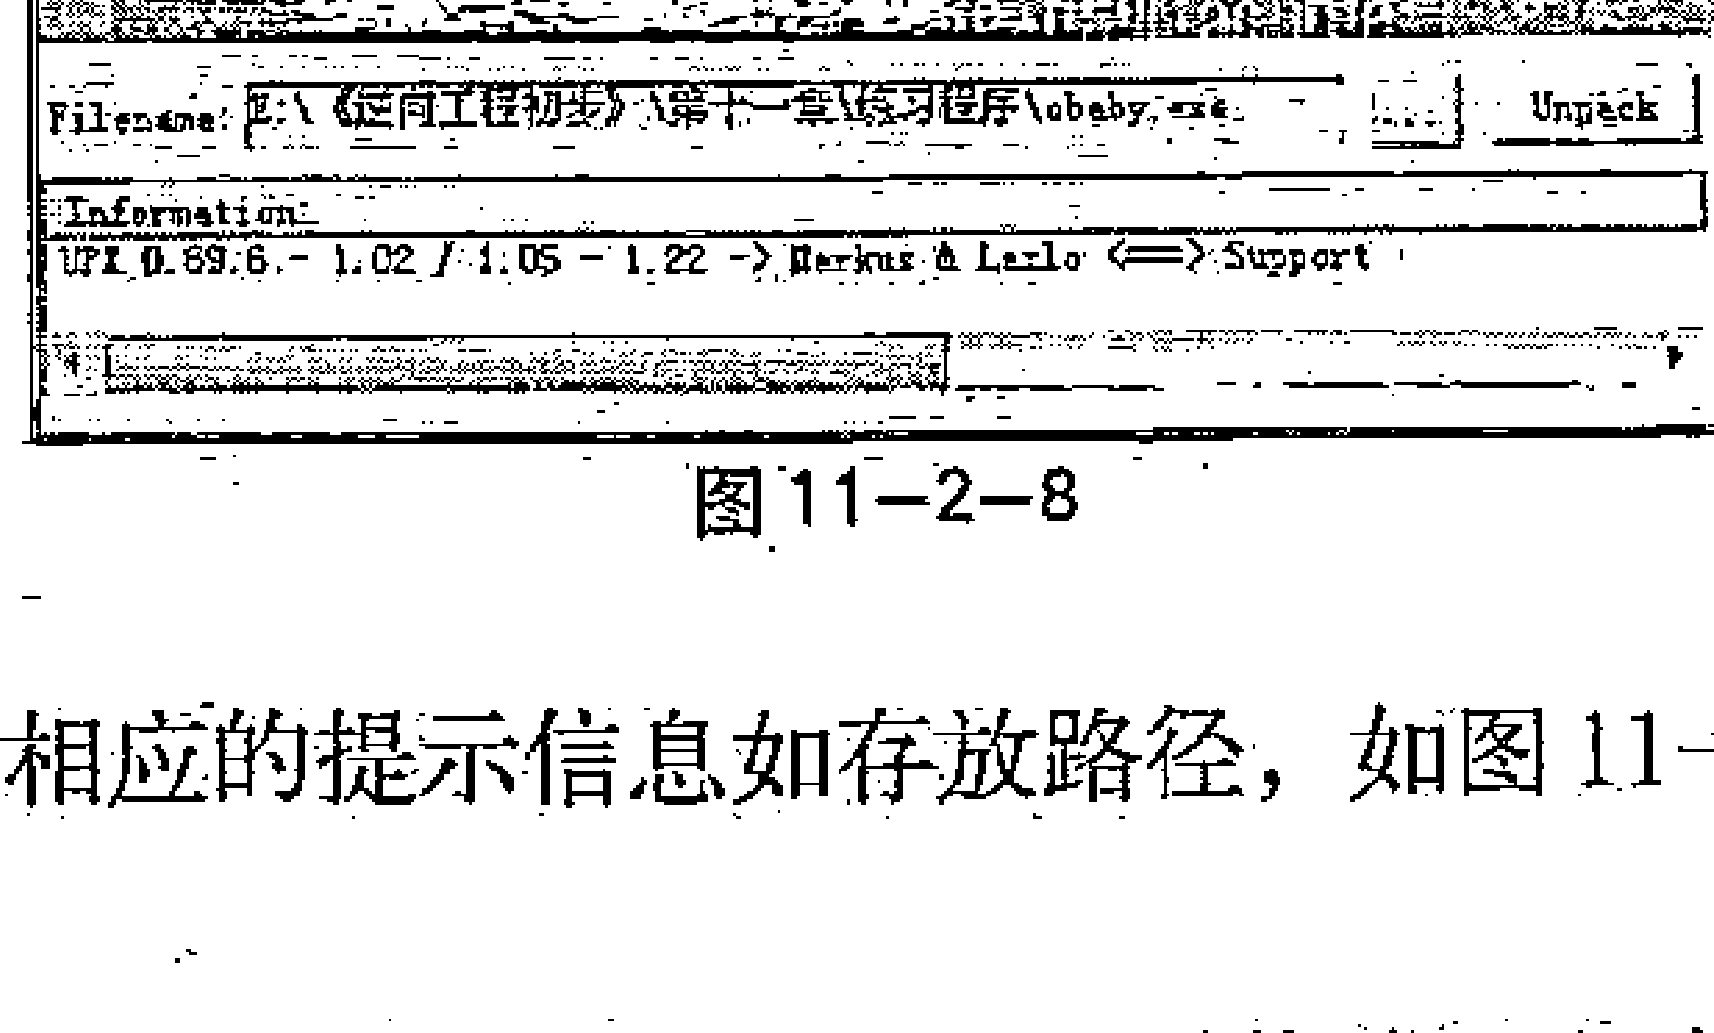 Filename: E:\《逆向工程初步》\第十一章\练习程序\obaby.exe ... Unpack
Information
UPX 0.89.6 - 1.02 / 1.05 - 1.22 -> Markus & Lazlo <==> Support
图 11-2-8
相应的提示信息如存放路径，如图 11-